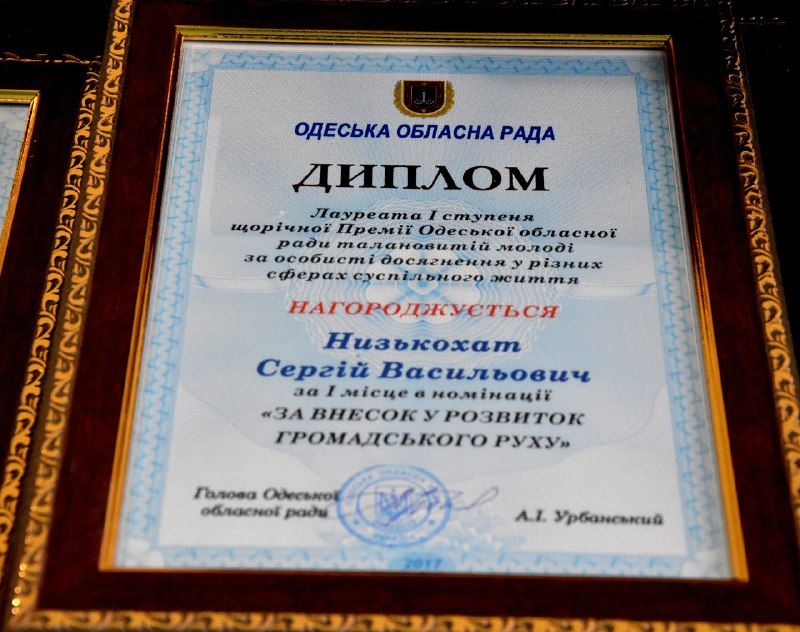 ОДЕСЬКА ОБЛАСНА РАДА
ДИПЛОМ
Лауреата І ступеня
щорічної Премії Одеської обласної
ради талановитій молоді
за особисті досягнення у різних
сферах суспільного життя
НАГОРОДЖУЄТЬСЯ
Низькохат
Сергій Васильович
за І місце в номінації
«ЗА ВНЕСОК У РОЗВИТОК
ГРОМАДСЬКОГО РУХУ»
Голова Одеської
обласної ради
А.І. Урбанський
2017